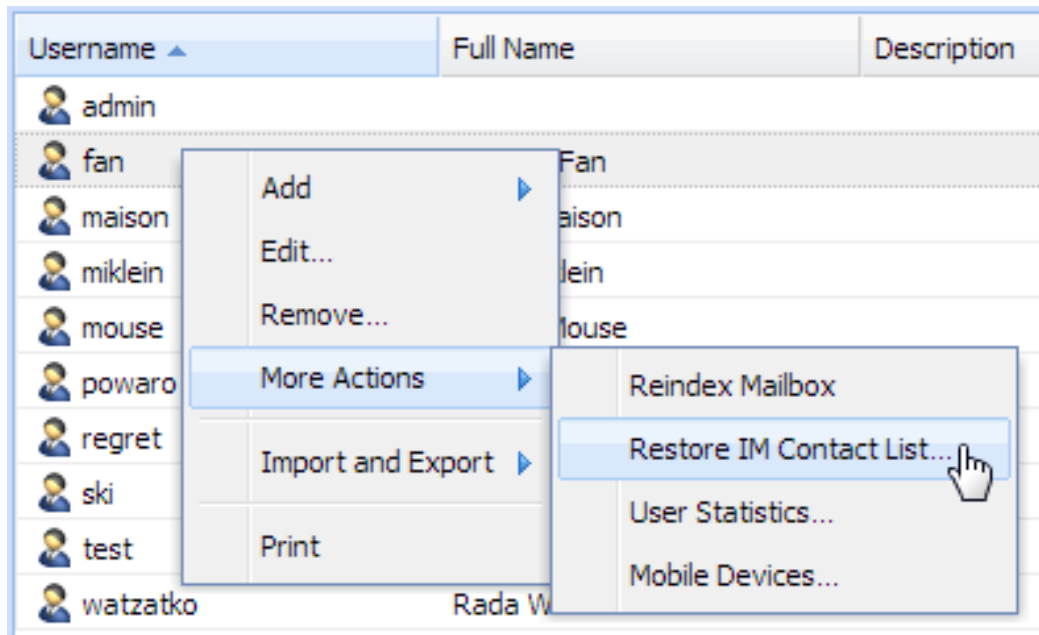 Username Full Name Description
admin
fan Fan
maison aison
miklein lein
mouse Mouse
powaro
regret
ski
test
watzatko Rada W
Add
Edit...
Remove...
More Actions
Import and Export
Print
Reindex Mailbox
Restore IM Contact List...
User Statistics...
Mobile Devices...